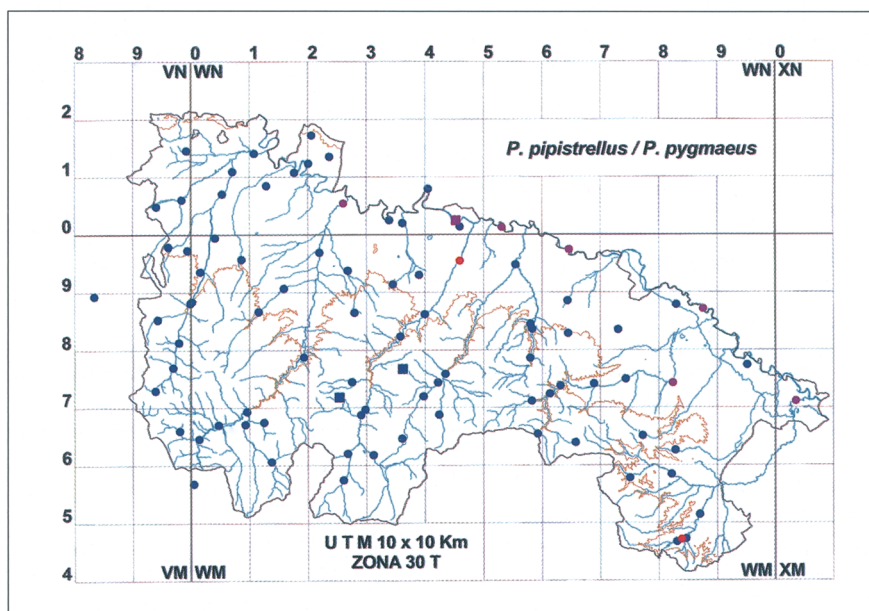 8 9 0 1 2 3 4 5 6 7 8 9 0
VN WN WN XN
2
P. pipistrellus / P. pygmaeus
1
0
9
8
7
6
5
U T M 10 x 10 Km
ZONA 30 T
4
VM WM WM XM